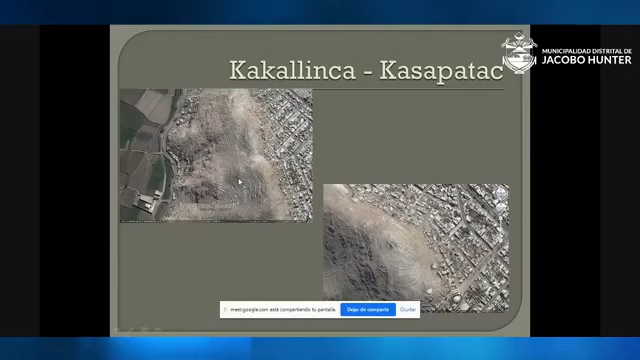 MUNICIPALIDAD DISTRITAL DE
JACOBO HUNTER
Kakallinca - Kasapatac
meet.google.com está compartiendo tu pantalla.
Dejar de compartir
Ocultar